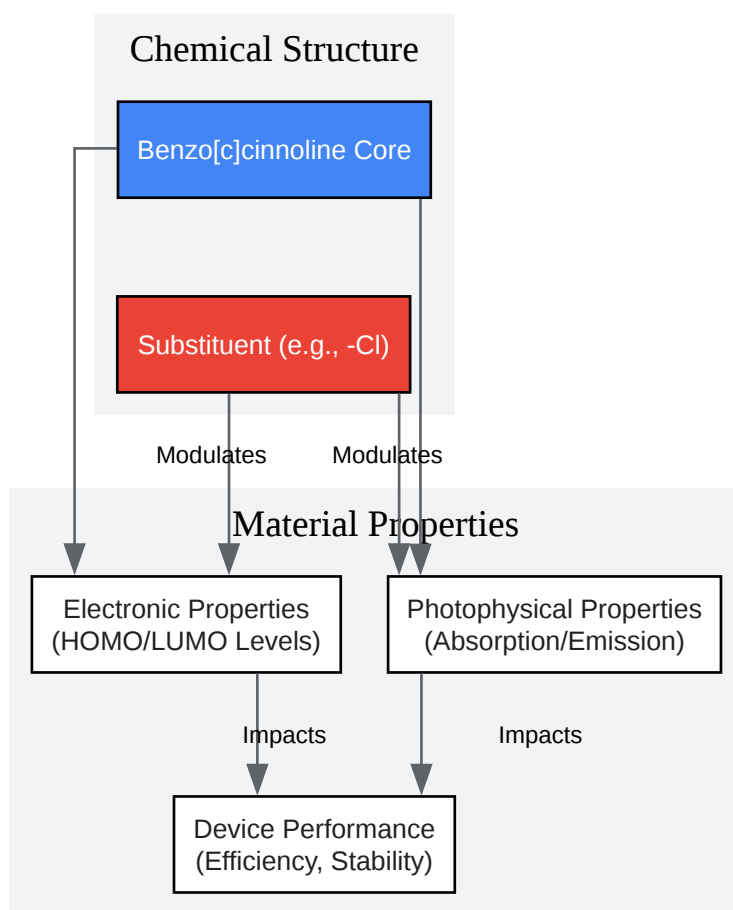 Chemical Structure
Benzo[c]cinnoline Core
Substituent (e.g., -Cl)
Modulates
Modulates
Material Properties
Electronic Properties
(HOMO/LUMO Levels)
Photophysical Properties
(Absorption/Emission)
Impacts
Impacts
Device Performance
(Efficiency, Stability)